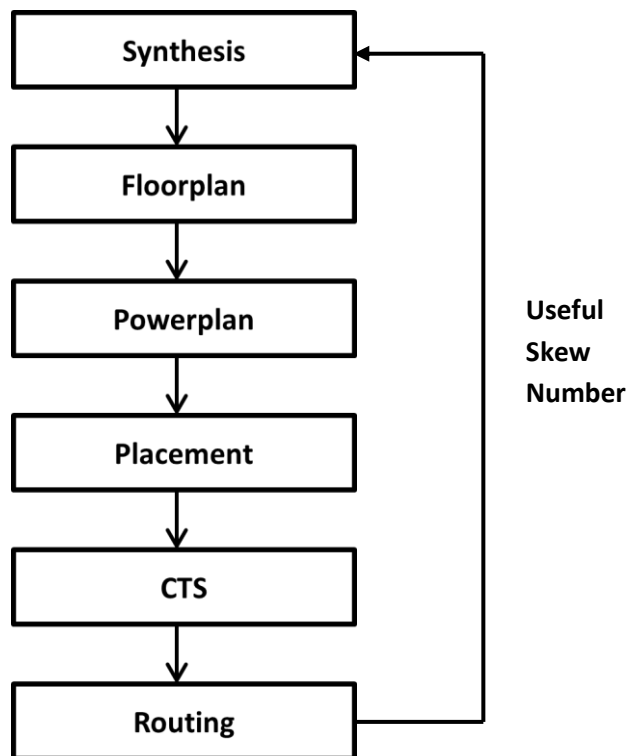 Synthesis
Floorplan
Powerplan
Useful
Skew
Number
Placement
CTS
Routing